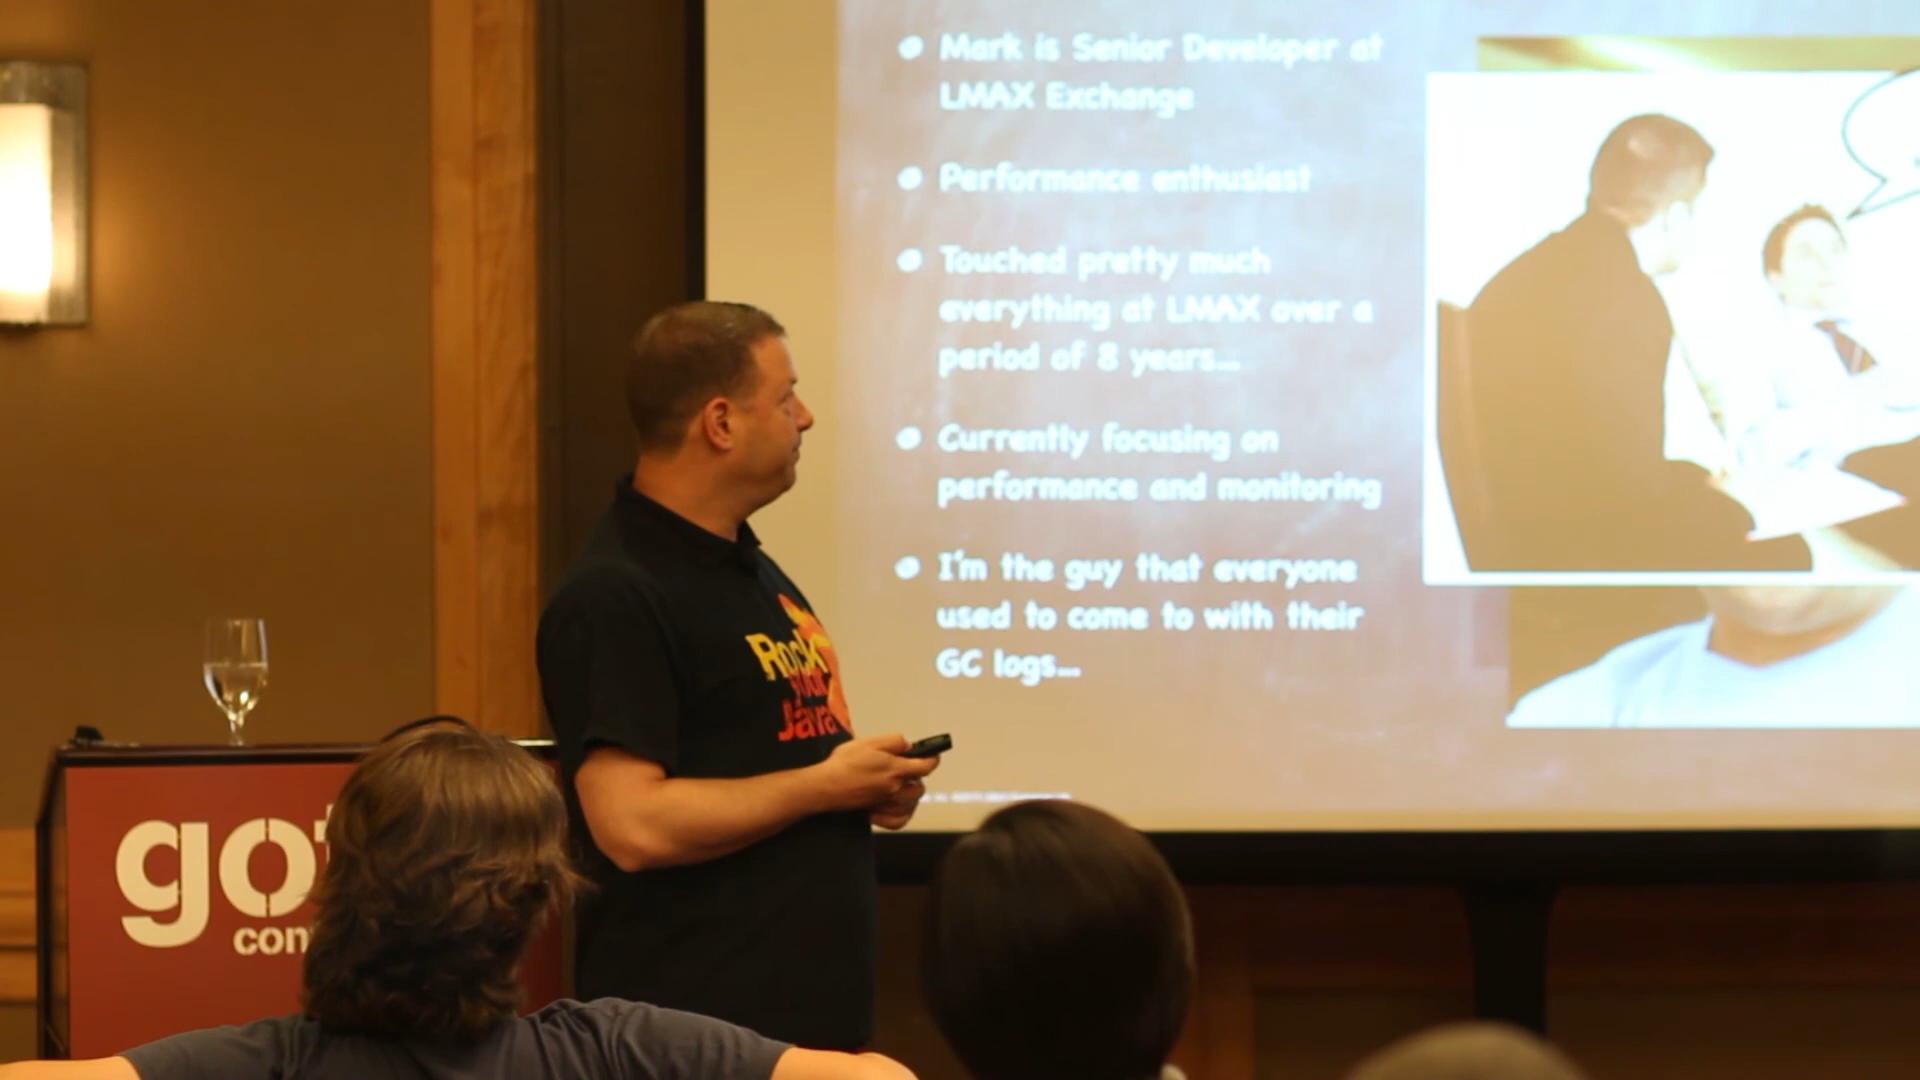 Mark is Senior Developer at
LMAX Exchange
Performance enthusiast
Touched pretty much
everything at LMAX over a
period of 8 years...
Currently focusing on
performance and monitoring
I'm the guy that everyone
used to come to with their
GC logs...
Rock
your
Java
got
con